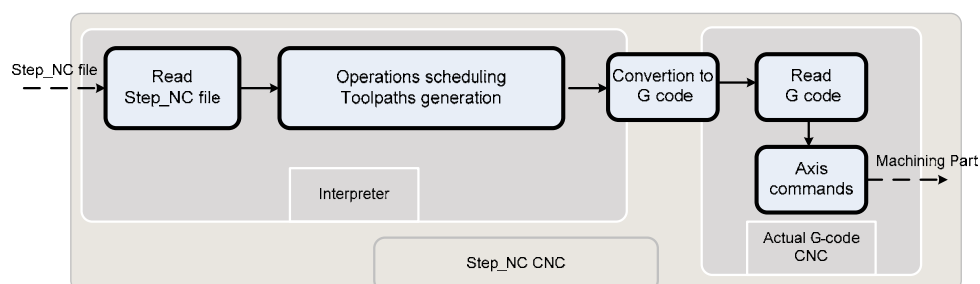 Step_NC file
Read
Step_NC file
Operations scheduling
Toolpaths generation
Convertion to
G code
Read
G code
Axis
commands
Machining Part
Interpreter
Actual G-code
CNC
Step_NC CNC